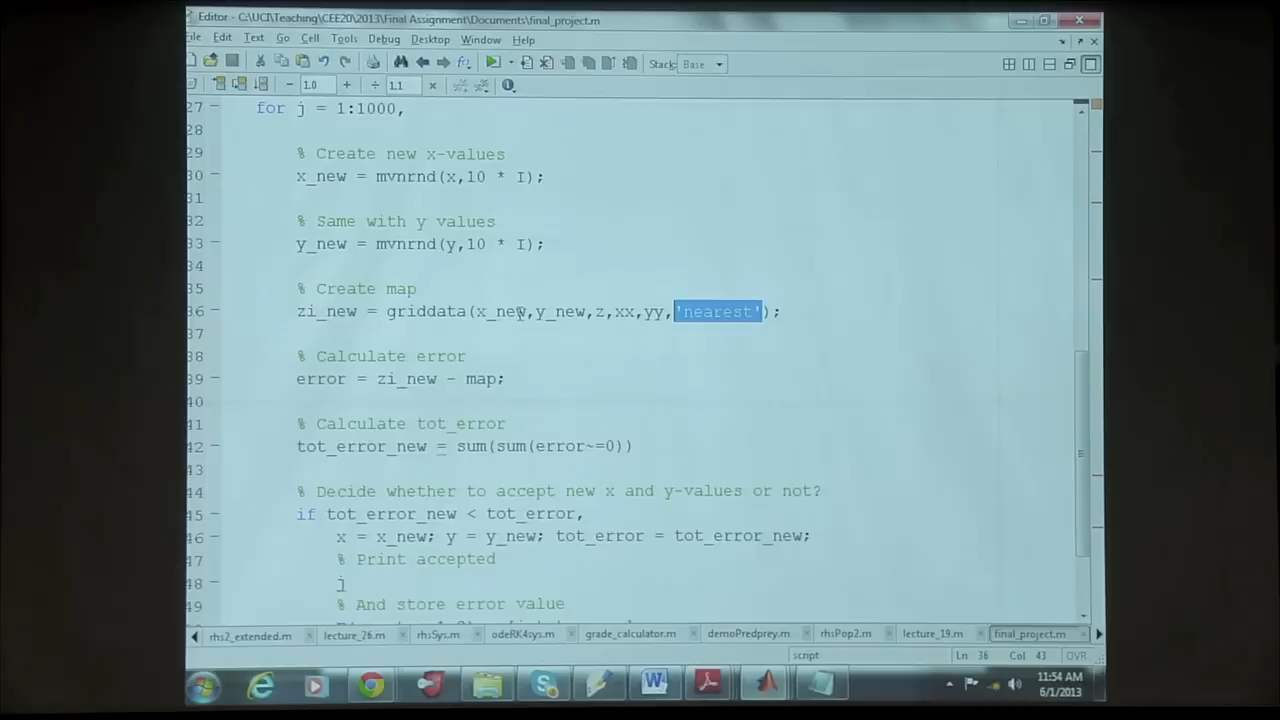 Editor - C:\UCI\Teaching\CEE20\2013\Final Assignment\Documents\final_project.m
File Edit Text Go Cell Tools Debug Desktop Window Help
Stack: Base
1.0 1.1
27 for j = 1:1000,
28
29 % Create new x-values
30 x_new = mvnrnd(x,10 * I);
31
32 % Same with y values
33 y_new = mvnrnd(y,10 * I);
34
35 % Create map
36 zi_new = griddata(x_new,y_new,z,xx,yy,'nearest');
37
38 % Calculate error
39 error = zi_new - map;
40
41 % Calculate tot_error
42 tot_error_new = sum(sum(error~=0))
43
44 % Decide whether to accept new x and y-values or not?
45 if tot_error_new < tot_error,
46 x = x_new; y = y_new; tot_error = tot_error_new;
47 % Print accepted
48 j
49 % And store error value
rhs2_extended.m lecture_26.m rhsSys.m odeRK4sys.m grade_calculator.m demoPredprey.m rhsPop2.m lecture_19.m final_project.m
script Ln 36 Col 43 OVR
11:54 AM
6/1/2013